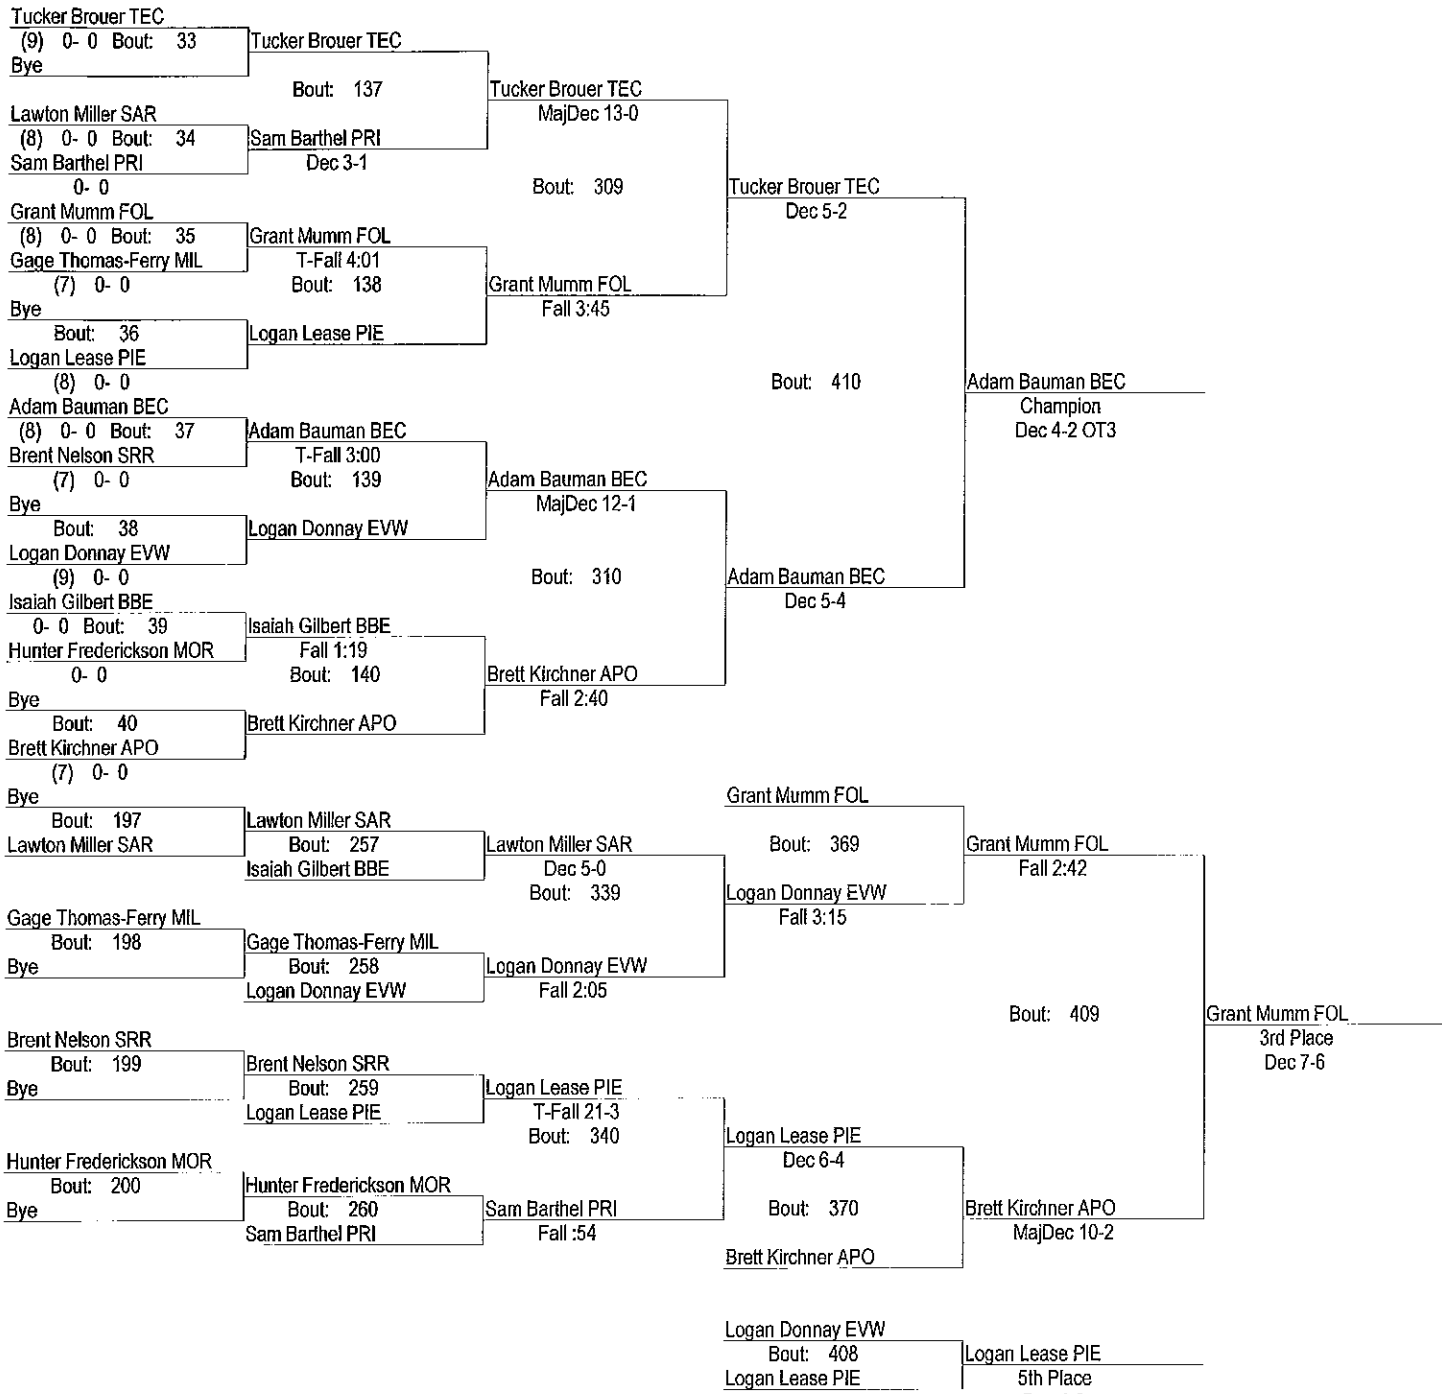 Tucker Brouer TEC
(9) 0- 0 Bout: 33
Bye
Tucker Brouer TEC
Bout: 137
Lawton Miller SAR
(8) 0- 0 Bout: 34
Sam Barthel PRI
0- 0
Sam Barthel PRI
Dec 3-1
Tucker Brouer TEC
MajDec 13-0
Bout: 309
Grant Mumm FOL
(8) 0- 0 Bout: 35
Gage Thomas-Ferry MIL
(7) 0- 0
Grant Mumm FOL
T-Fall 4:01
Bout: 138
Bye
Bout: 36
Logan Lease PIE
(8) 0- 0
Logan Lease PIE
Grant Mumm FOL
Fall 3:45
Tucker Brouer TEC
Dec 5-2
Bout: 410
Adam Bauman BEC
(8) 0- 0 Bout: 37
Brent Nelson SRR
(7) 0- 0
Adam Bauman BEC
T-Fall 3:00
Bout: 139
Bye
Bout: 38
Logan Donnay EVW
(9) 0- 0
Logan Donnay EVW
Adam Bauman BEC
MajDec 12-1
Bout: 310
Isaiah Gilbert BBE
0- 0 Bout: 39
Hunter Frederickson MOR
0- 0
Isaiah Gilbert BBE
Fall 1:19
Bout: 140
Bye
Bout: 40
Brett Kirchner APO
(7) 0- 0
Brett Kirchner APO
Brett Kirchner APO
Fall 2:40
Adam Bauman BEC
Dec 5-4
Adam Bauman BEC
Champion
Dec 4-2 OT3
Bye
Bout: 197
Lawton Miller SAR
Lawton Miller SAR
Bout: 257
Isaiah Gilbert BBE
Lawton Miller SAR
Dec 5-0
Bout: 339
Gage Thomas-Ferry MIL
Bout: 198
Bye
Gage Thomas-Ferry MIL
Bout: 258
Logan Donnay EVW
Logan Donnay EVW
Fall 2:05
Grant Mumm FOL
Bout: 369
Logan Donnay EVW
Fall 3:15
Grant Mumm FOL
Fall 2:42
Bout: 409
Brent Nelson SRR
Bout: 199
Bye
Brent Nelson SRR
Bout: 259
Logan Lease PIE
Logan Lease PIE
T-Fall 21-3
Bout: 340
Hunter Frederickson MOR
Bout: 200
Bye
Hunter Frederickson MOR
Bout: 260
Sam Barthel PRI
Sam Barthel PRI
Fall :54
Logan Lease PIE
Dec 6-4
Bout: 370
Brett Kirchner APO
Brett Kirchner APO
MajDec 10-2
Grant Mumm FOL
3rd Place
Dec 7-6
Logan Donnay EVW
Bout: 408
Logan Lease PIE
Logan Lease PIE
5th Place